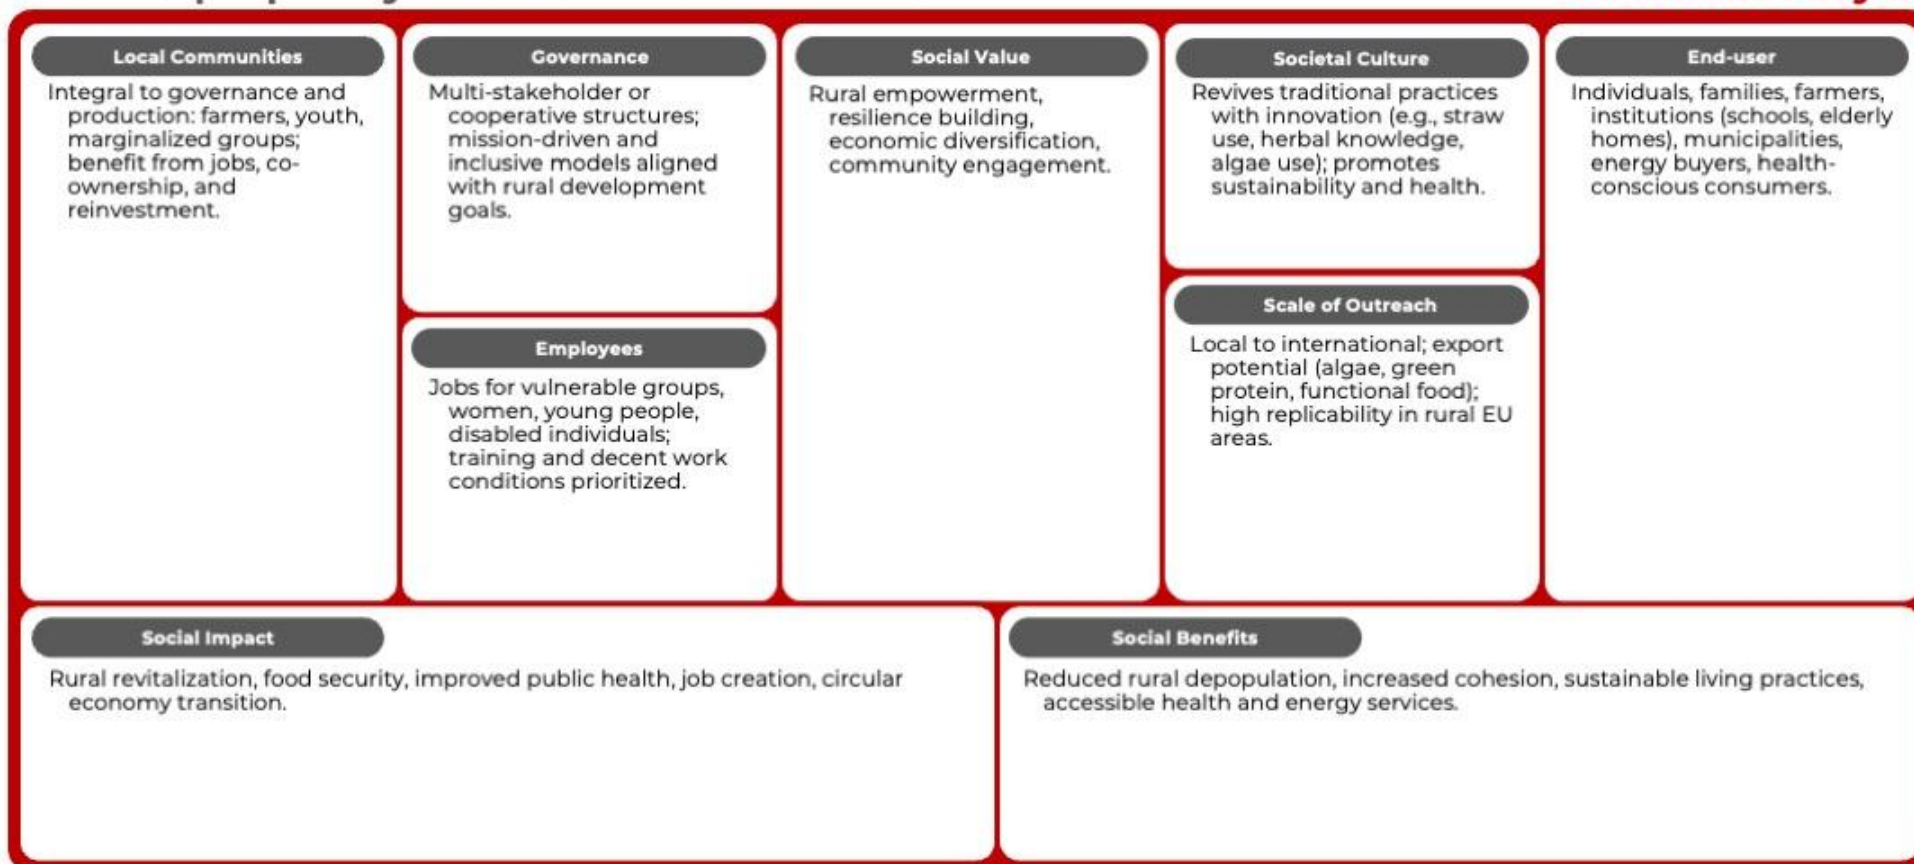 Local Communities
Integral to governance and
production: farmers, youth,
marginalized groups;
benefit from jobs, co-
ownership, and
reinvestment.
Governance
Multi-stakeholder or
cooperative structures;
mission-driven and
inclusive models aligned
with rural development
goals.
Employees
Jobs for vulnerable groups,
women, young people,
disabled individuals;
training and decent work
conditions prioritized.
Social Value
Rural empowerment,
resilience building,
economic diversification,
community engagement.
Societal Culture
Revives traditional practices
with innovation (e.g., straw
use, herbal knowledge,
algae use); promotes
sustainability and health.
Scale of Outreach
Local to international; export
potential (algae, green
protein, functional food);
high replicability in rural EU
areas.
End-user
Individuals, families, farmers,
institutions (schools, elderly
homes), municipalities,
energy buyers, health-
conscious consumers.
Social Impact
Rural revitalization, food security, improved public health, job creation, circular
economy transition.
Social Benefits
Reduced rural depopulation, increased cohesion, sustainable living practices,
accessible health and energy services.